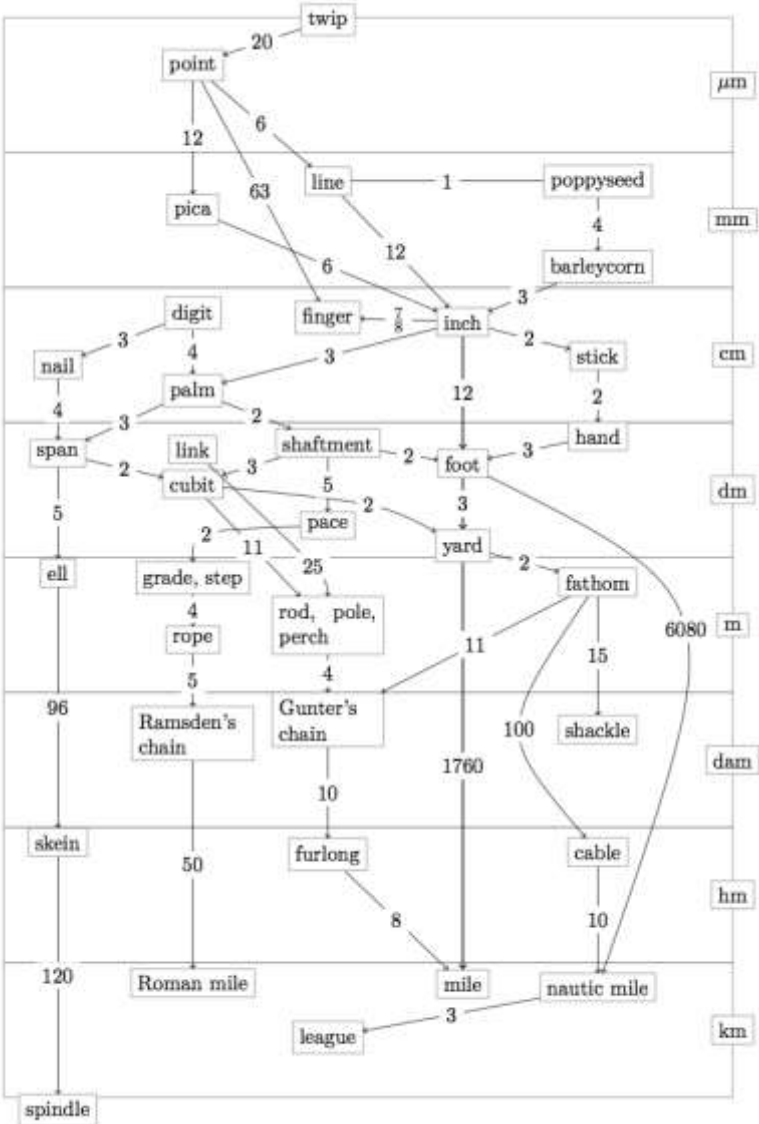 twip
20
point
μm
6
12
line
1
poppyseed
63
pica
mm
4
12
6
barleycorn
3
digit
finger
7
8
inch
3
2
4
3
cm
nail
stick
palm
12
2
4
3
2
hand
span
link
shaftment
2
3
foot
2
3
cubit
5
dm
5
2
3
pace
2
11
yard
2
ell
grade, step
25
fathom
4
rod, pole,
perch
m
6080
rope
11
15
4
5
96
Ramsden's
chain
Gunter's
chain
100
shackle
1760
dam
10
skein
furlong
cable
50
hm
8
10
120
Roman mile
mile
nautic mile
3
league
km
spindle